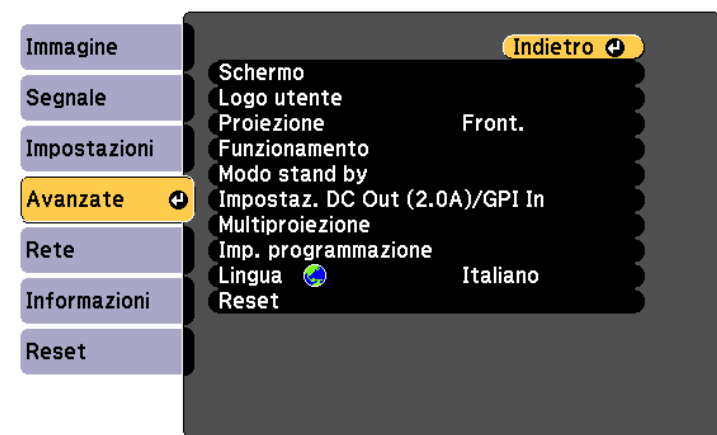 Immagine
Segnale
Impostazioni
Avanzate
Rete
Informazioni
Reset
Indietro
Schermo
Logo utente
Proiezione Front.
Funzionamento
Modo stand by
Impostaz. DC Out (2.0A)/GPI In
Multiproiezione
Imp. programmazione
Lingua Italiano
Reset